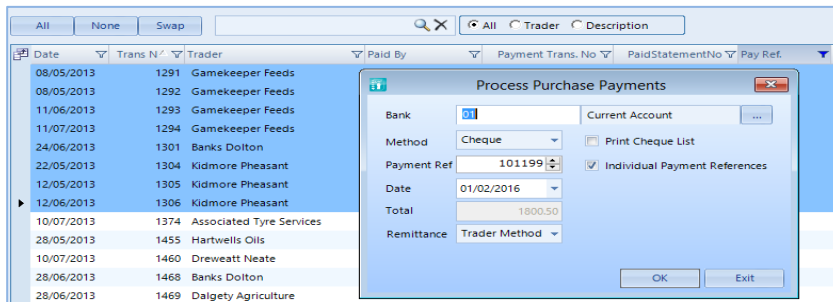 All None Swap All Trader Description
Date Trans N Trader Paid By Payment Trans. No PaidStatementNo Pay Ref.
08/05/2013 1291 Gamekeeper Feeds
08/05/2013 1292 Gamekeeper Feeds
11/06/2013 1293 Gamekeeper Feeds
11/07/2013 1294 Gamekeeper Feeds
24/06/2013 1301 Banks Dolton
22/05/2013 1304 Kidmore Pheasant
12/05/2013 1305 Kidmore Pheasant
12/06/2013 1306 Kidmore Pheasant
10/07/2013 1374 Associated Tyre Services
28/05/2013 1455 Hartwells Oils
10/07/2013 1460 Dreweatt Neate
28/06/2013 1468 Banks Dolton
28/06/2013 1469 Dalgety Agriculture
Process Purchase Payments
Bank 01 Current Account ...
Method Cheque Print Cheque List
Payment Ref 101199 Individual Payment References
Date 01/02/2016
Total 1800.50
Remittance Trader Method
OK Exit